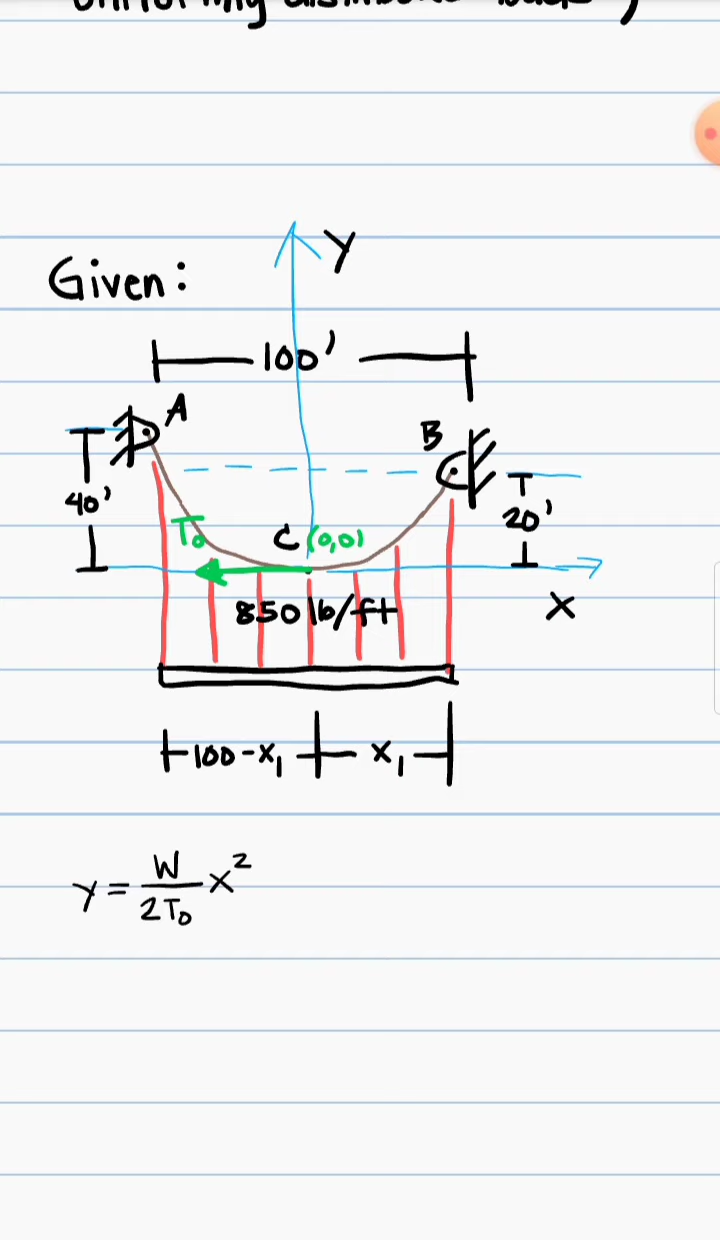 Given:
Y
100'
A
B
40'
20'
T₀
C (0,0)
850 lb/ft
X
100-x₁
x₁
y = W/2T₀ x²